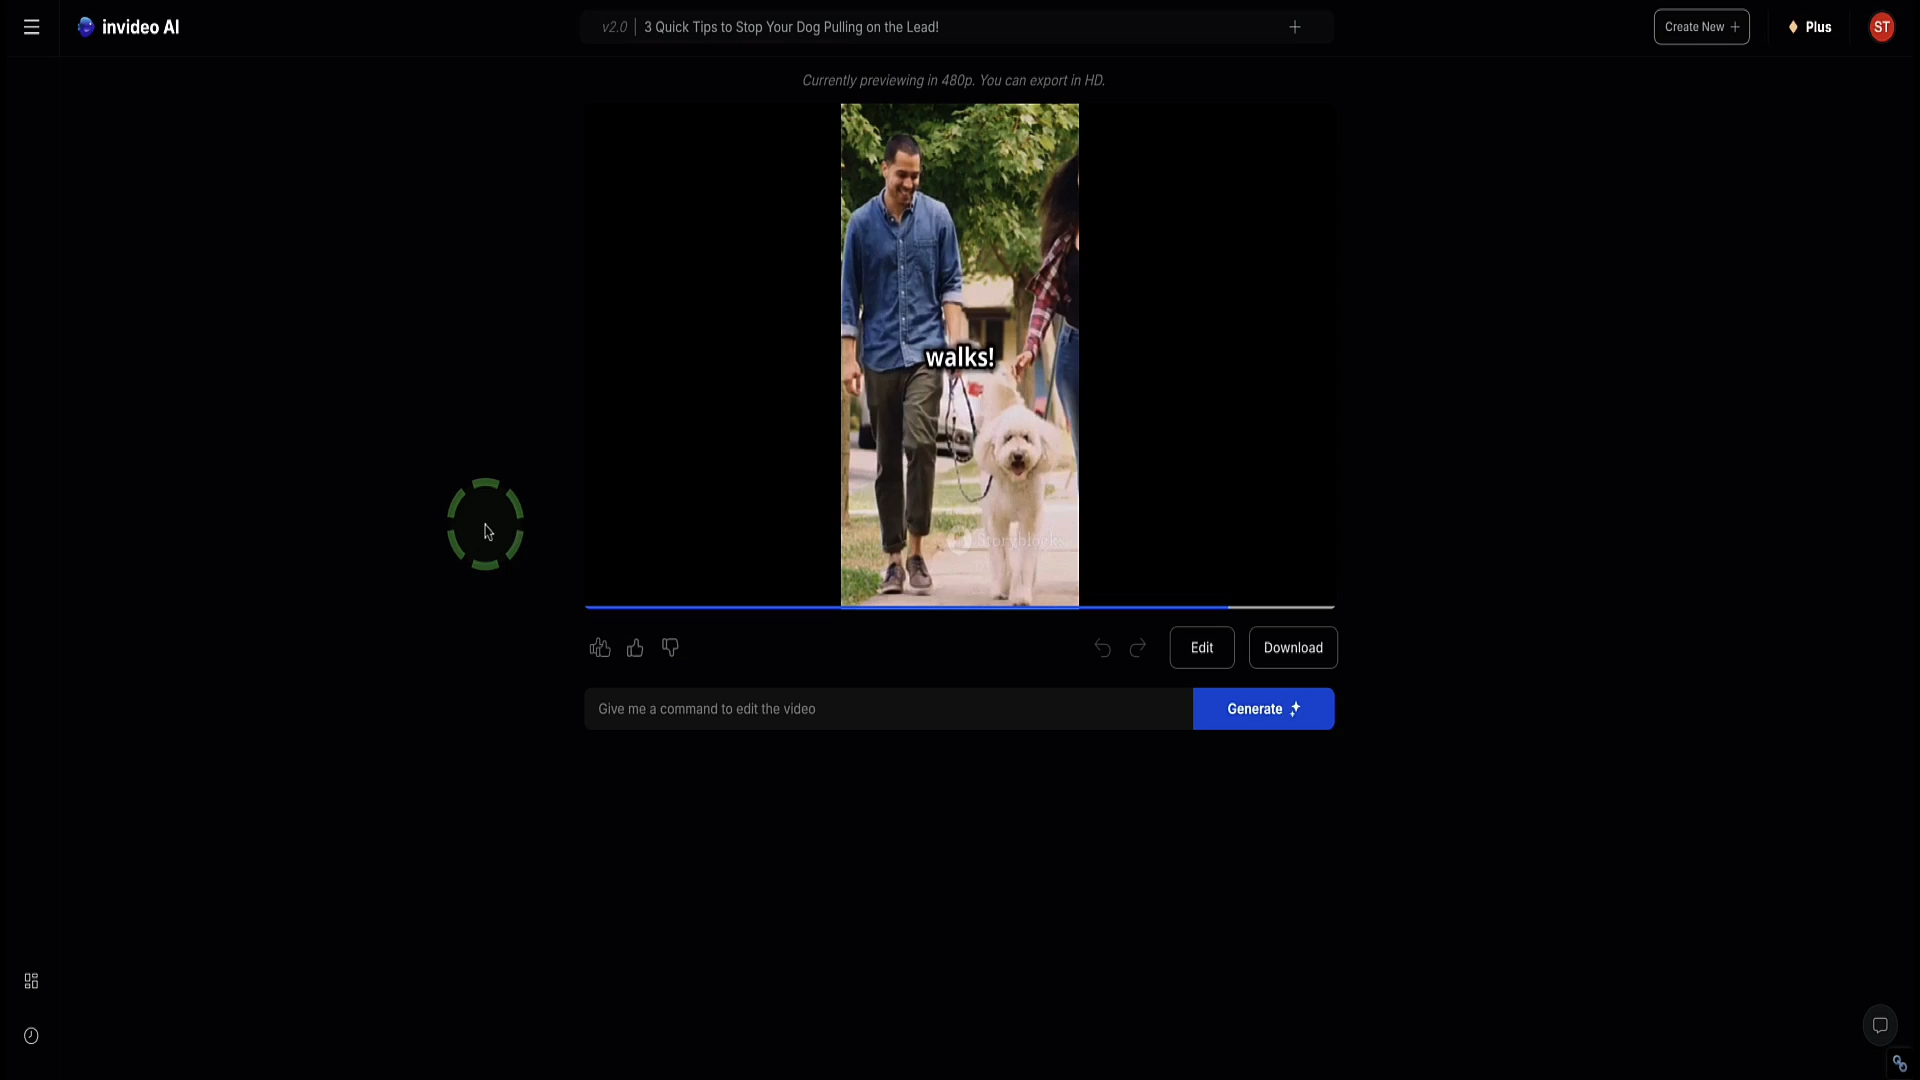 invideo AI
v2.0 | 3 Quick Tips to Stop Your Dog Pulling on the Lead!
Create New
Plus
ST
Currently previewing in 480p. You can export in HD.
walks!
Storyblocks
Edit
Download
Give me a command to edit the video
Generate